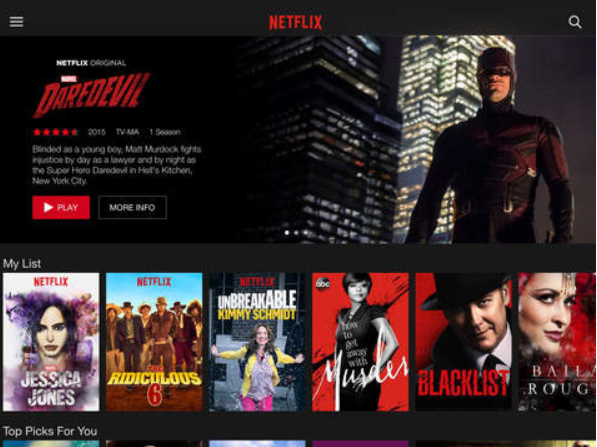 NETFLIX
NETFLIX ORIGINAL
MARVEL
DAREDEVIL
2015 TV-MA 1 Season
Blinded as a young boy, Matt Murdock fights
injustice by day as a lawyer and by night as
the Super Hero Daredevil in Hell's Kitchen,
New York City.
PLAY MORE INFO
My List
NETFLIX
JESSICA
JONES
NETFLIX
RIDICULOUS
6
NETFLIX
UNBREAKABLE
KIMMY SCHMIDT
abc
how to
get
away
with
Murder
BLACKLIST
BAILA
ROUG
Top Picks For You